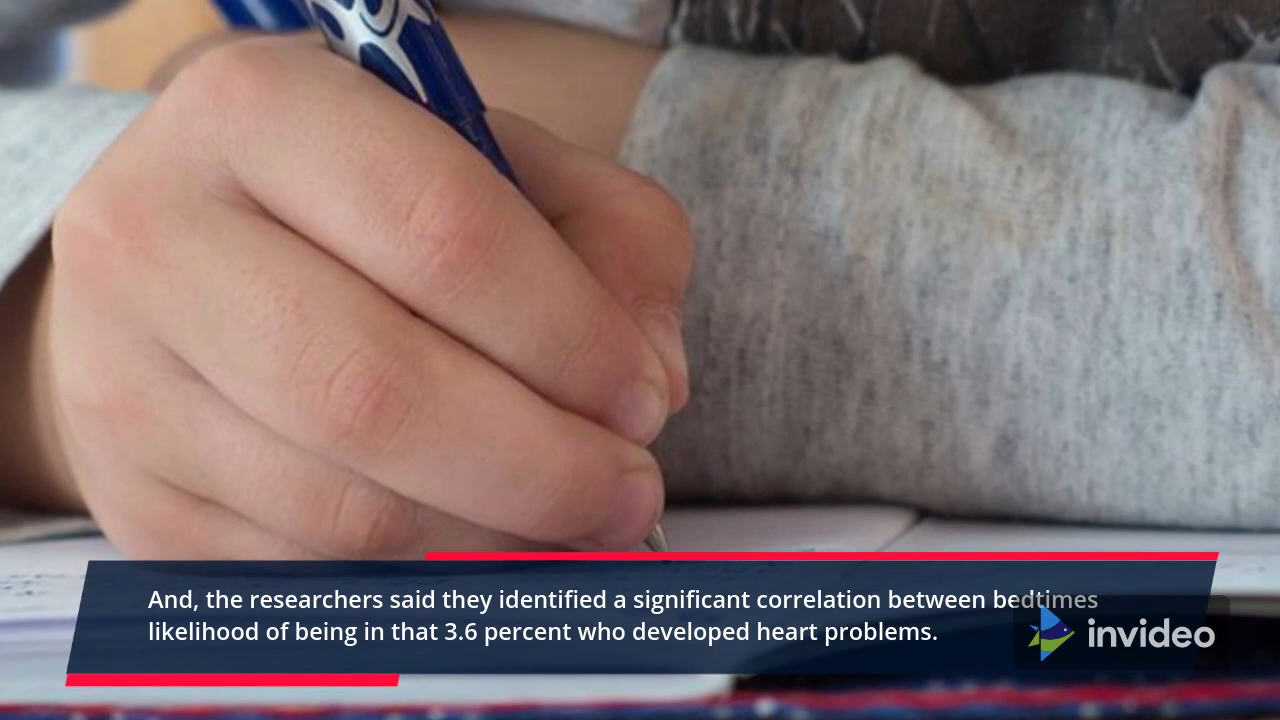 And, the researchers said they identified a significant correlation between bedtimes
likelihood of being in that 3.6 percent who developed heart problems.
invideo